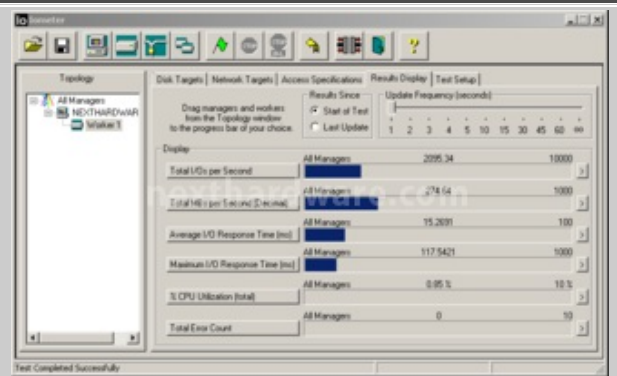 Iometer
Topology
All Managers
NEXTHARDWAR
Worker 1
Disk Targets | Network Targets | Access Specifications | Results Display | Test Setup
Drag managers and workers
from the Topology window
to the progress bar of your choice.
Results Since
Start of Test
Last Update
Update Frequency (seconds)
1 2 3 4 5 10 15 30 45 60 ∞
Display
All Managers 2095.34 10000
Total I/Os per Second
All Managers 274.64 1000
Total MBs per Second (Decimal)
nexthardware.com
All Managers 15.2691 100
Average I/O Response Time (ms)
All Managers 117.5421 1000
Maximum I/O Response Time (ms)
All Managers 0.85 % 10 %
% CPU Utilization (total)
All Managers 0 10
Total Error Count
Test Completed Successfully